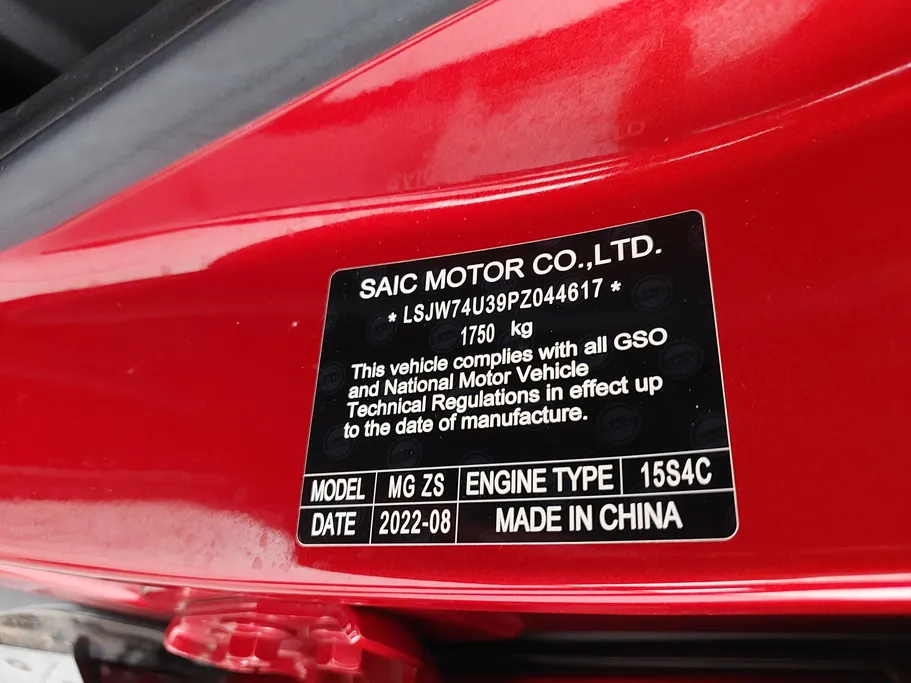 SAIC MOTOR CO.,LTD.
* LSJW74U39PZ044617 *
1750 kg
This vehicle complies with all GSO
and National Motor Vehicle
Technical Regulations in effect up
to the date of manufacture.
MODEL MG ZS ENGINE TYPE 15S4C
DATE 2022-08 MADE IN CHINA